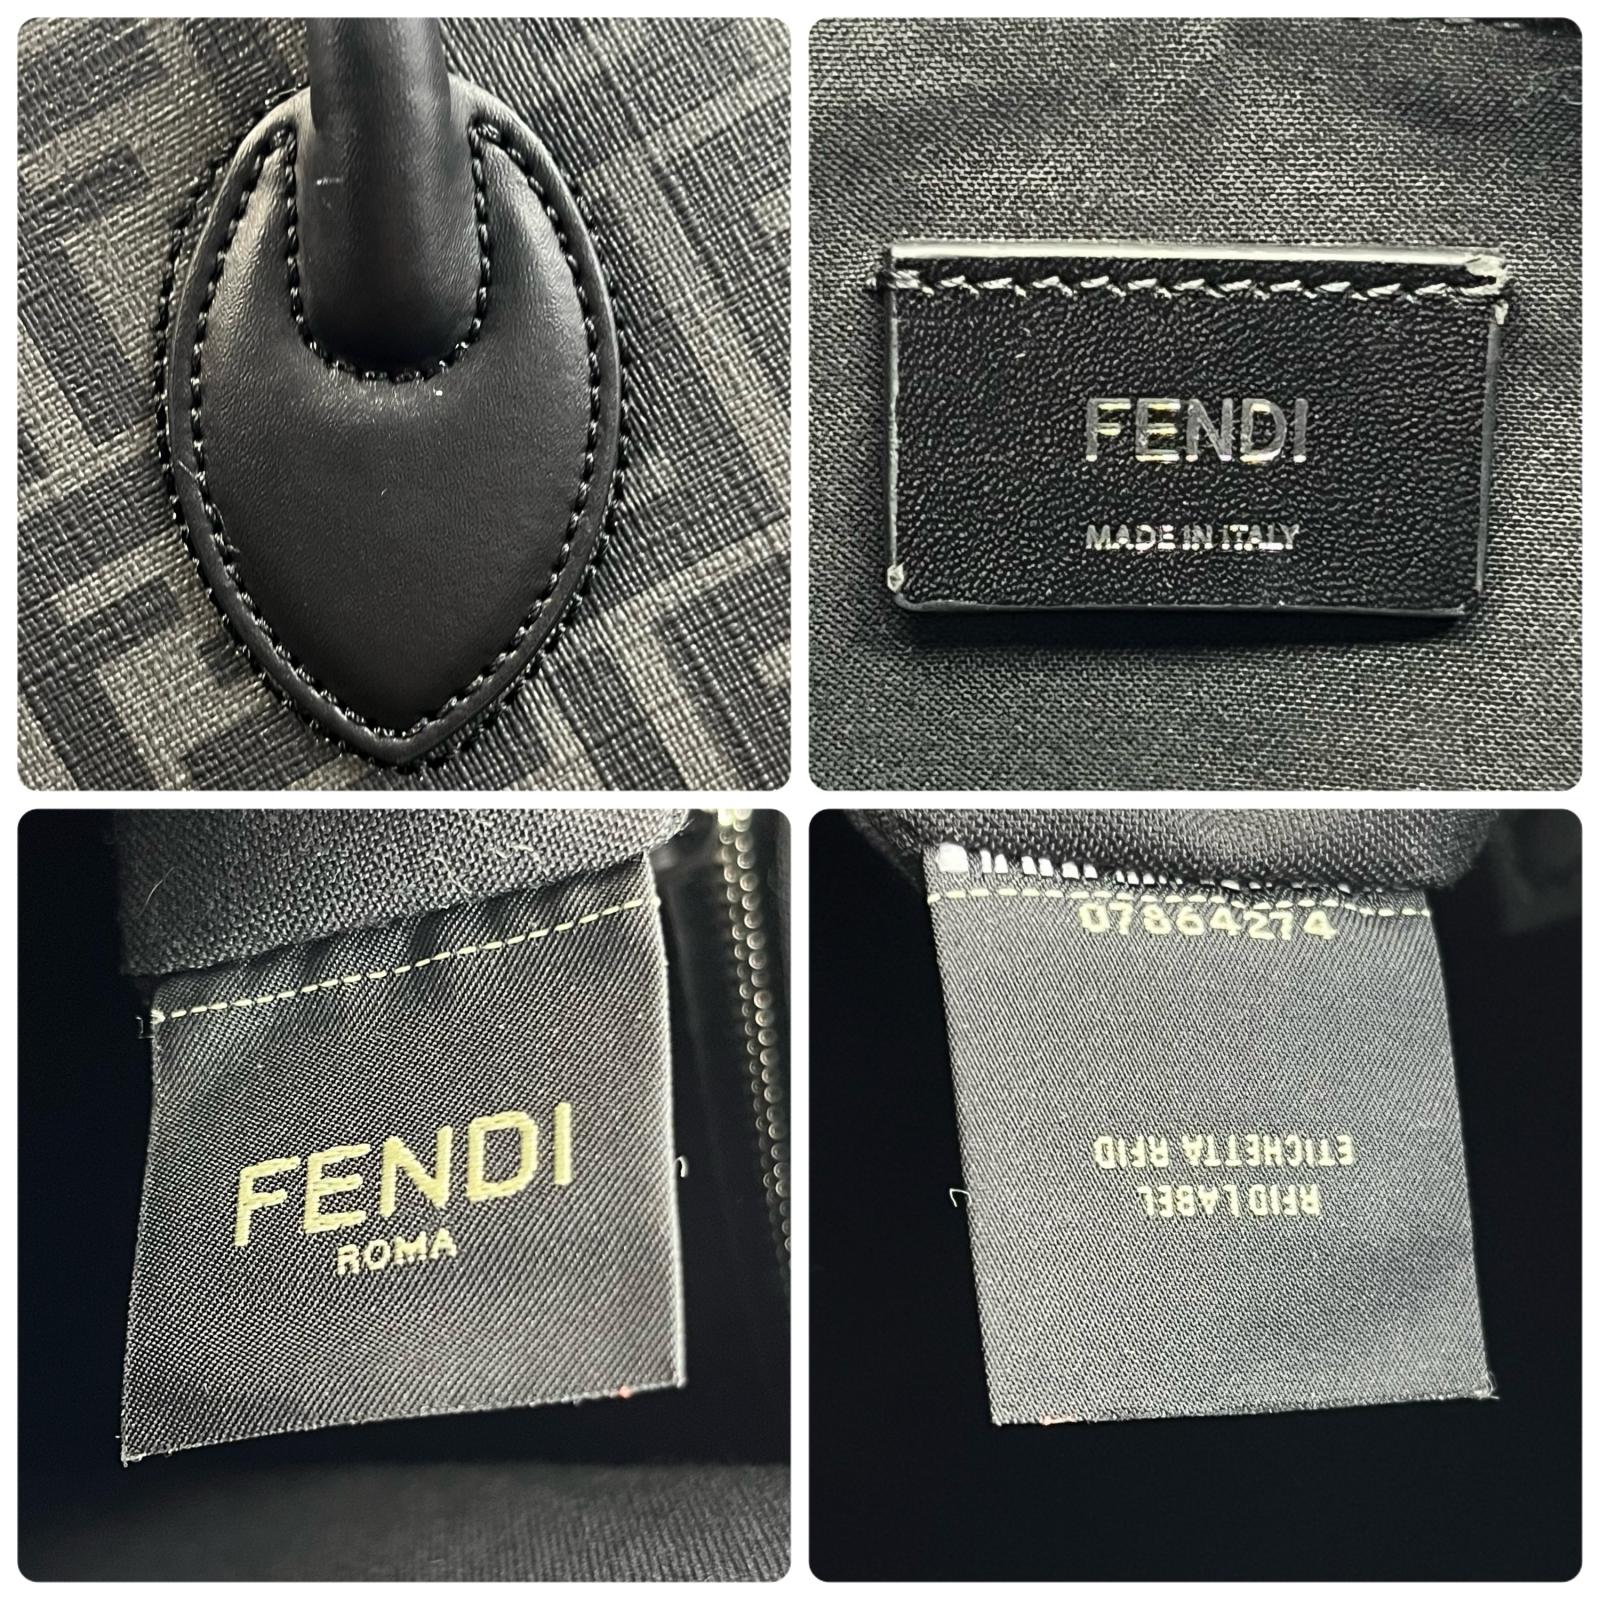 FENDI
MADE IN ITALY
FENDI
ROMA
07864274
RFID LABEL
ETICHETTA RFID